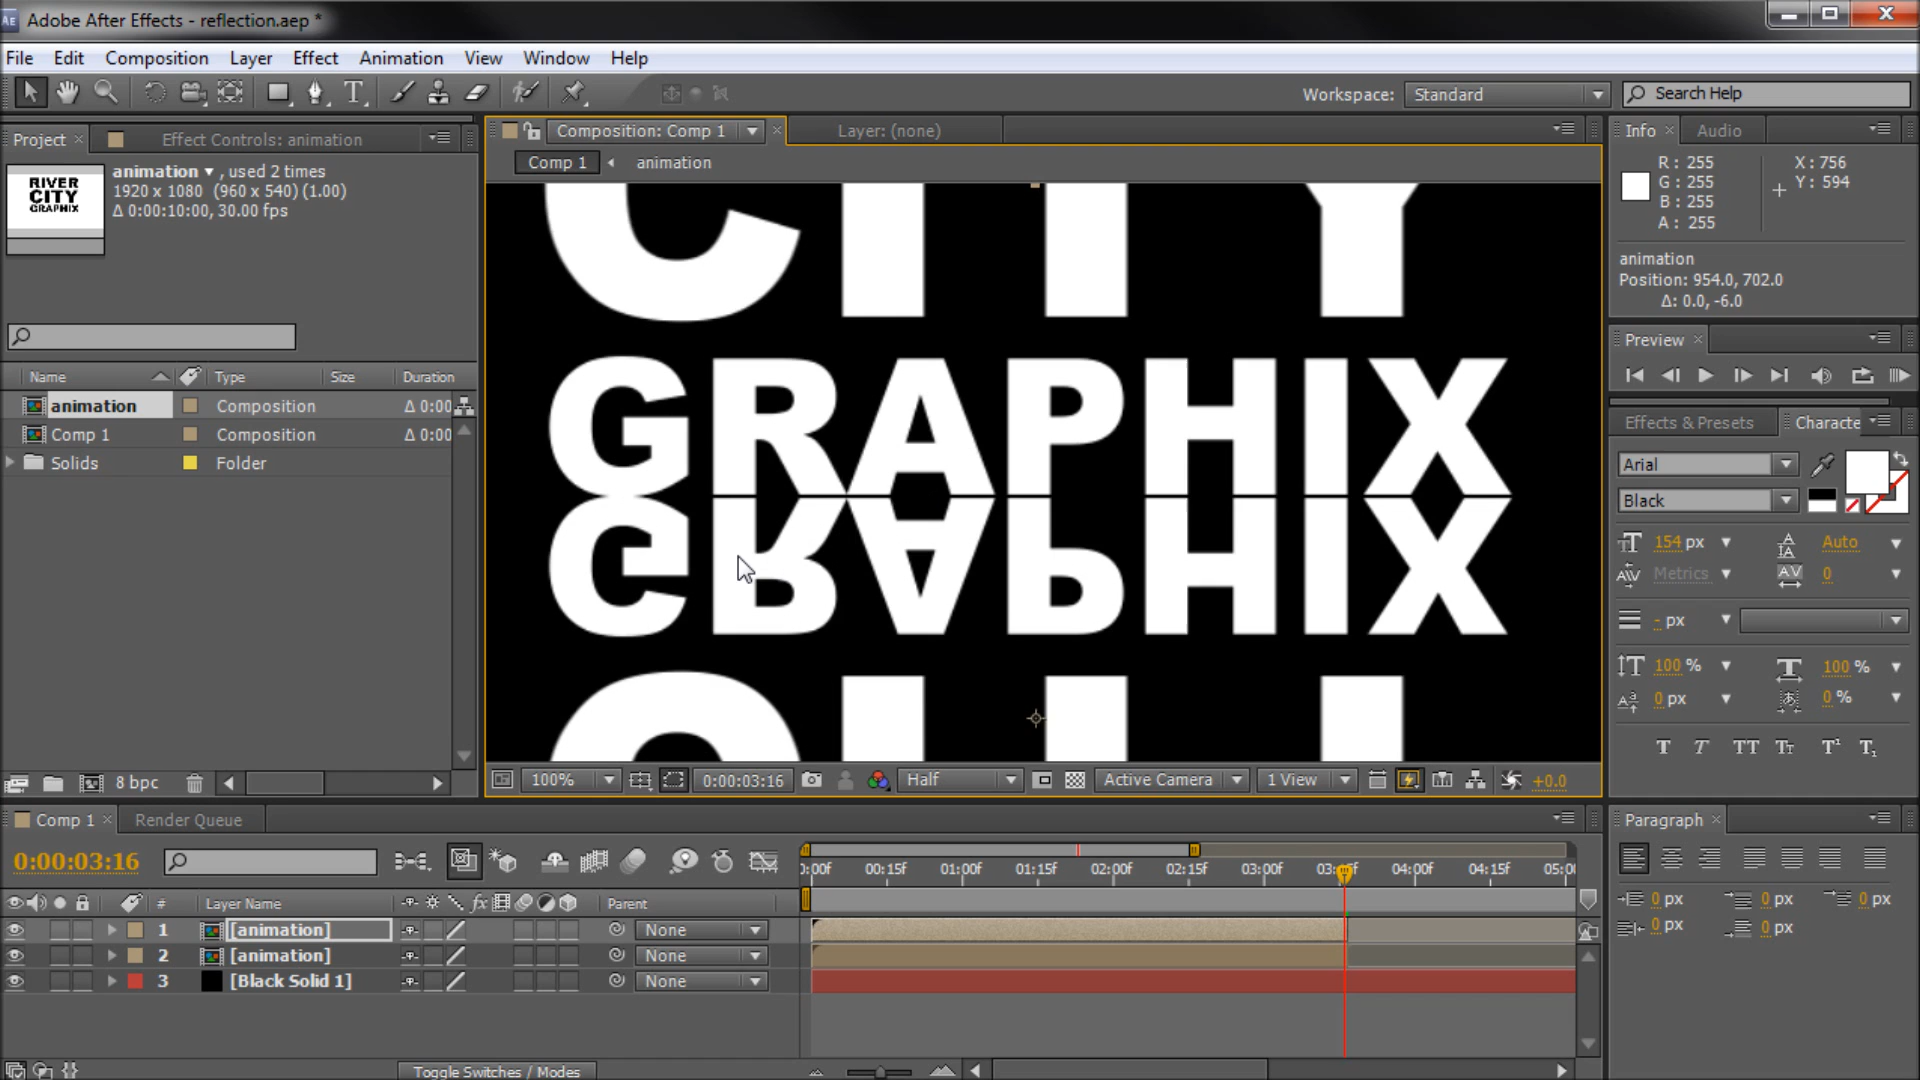 Adobe After Effects - reflection.aep *
File Edit Composition Layer Effect Animation View Window Help
Workspace: Standard Search Help
Project Effect Controls: animation
animation , used 2 times
1920 x 1080 (960 x 540) (1.00)
Δ 0:00:10:00, 30.00 fps
RIVER
CITY
GRAPHIX
Name Type Size Duration
animation Composition Δ 0:00
Comp 1 Composition Δ 0:00
Solids Folder
8 bpc
Composition: Comp 1 Layer: (none)
Comp 1 animation
CITY
GRAPHIX
100% 0:00:03:16 Half Active Camera 1 View +0.0
Info Audio
R : 255 X : 756
G : 255 Y : 594
B : 255
A : 255
animation
Position: 954.0, 702.0
Δ: 0.0, -6.0
Preview
Effects & Presets Characte
Arial
Black
154 px Auto
Metrics 0
- px
100 % 100 %
0 px 0 %
T T TT Tt T¹ T₁
Comp 1 Render Queue
0:00:03:16
):00f 00:15f 01:00f 01:15f 02:00f 02:15f 03:00f 03:15f 04:00f 04:15f 05:0
# Layer Name Parent
1 [animation] None
2 [animation] None
3 [Black Solid 1] None
Toggle Switches / Modes
Paragraph
0 px 0 px 0 px
0 px 0 px